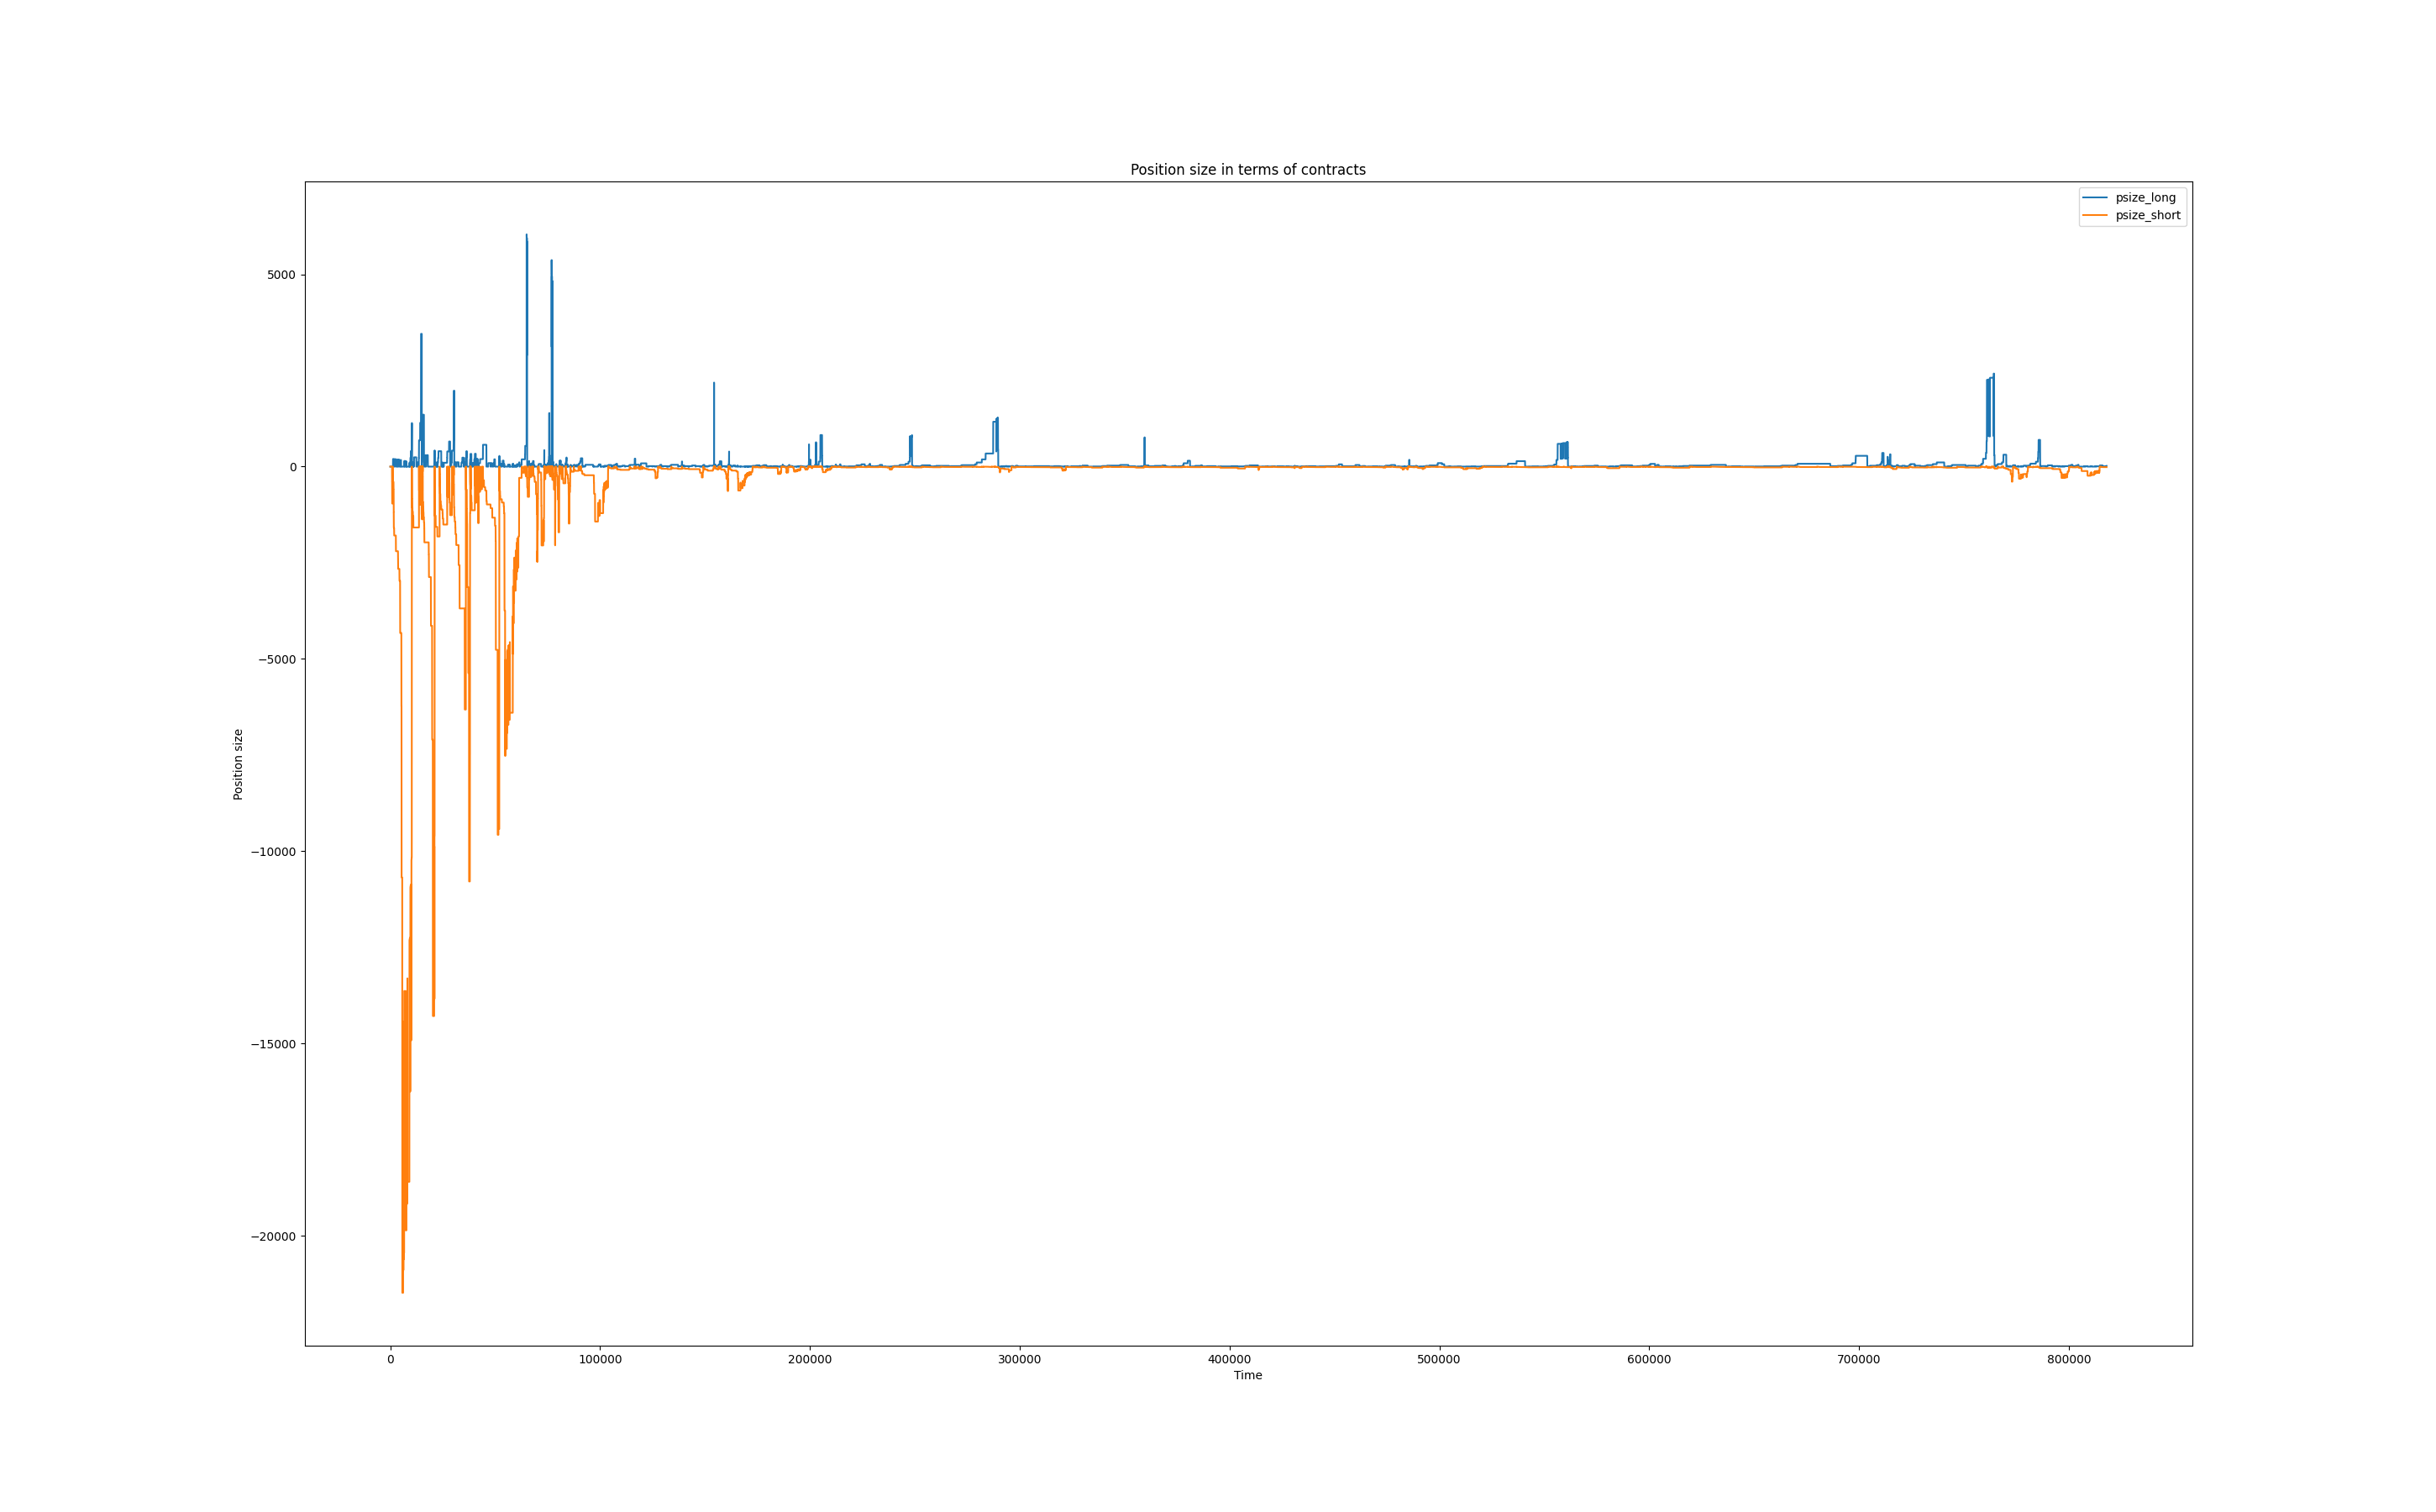 Position size in terms of contracts
psize_long
psize_short
5000
0
−5000
−10000
−15000
−20000
Position size
0 100000 200000 300000 400000 500000 600000 700000 800000
Time